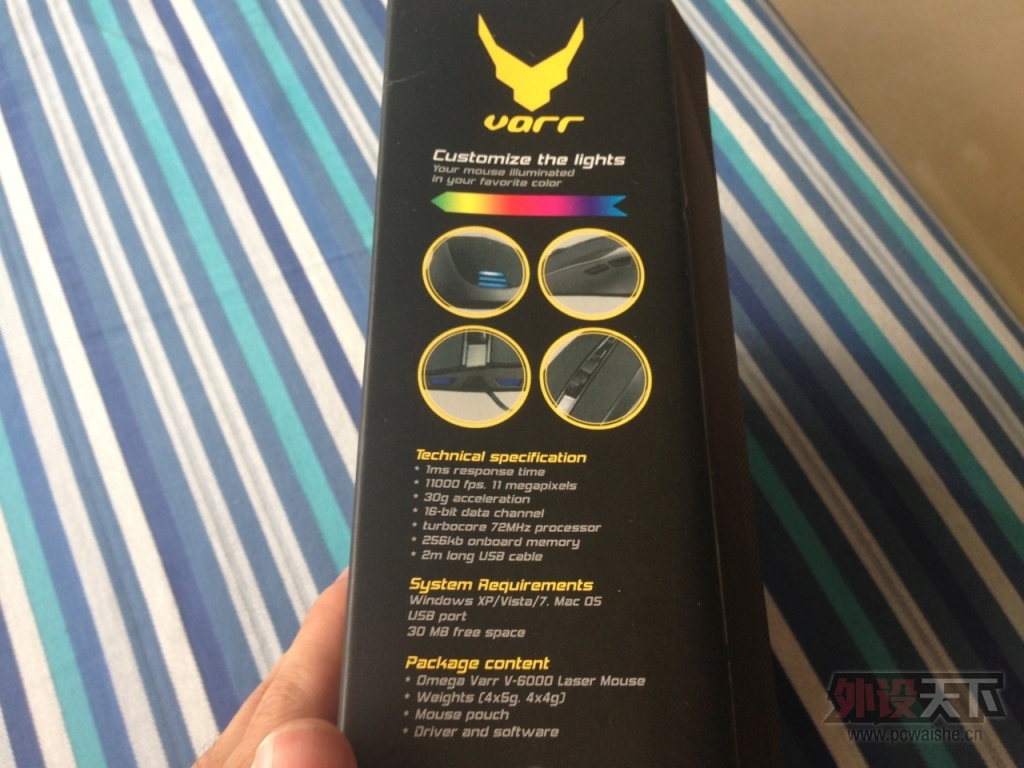 varr
Customize the lights
Your mouse illuminated
in your favorite color
Technical specification
* 1ms response time
* 11000 fps. 11 megapixels
* 30g acceleration
* 16-bit data channel
* turbocore 72MHz processor
* 256kb onboard memory
* 2m long USB cable
System Requirements
Windows XP/Vista/7. Mac OS
USB port
30 MB free space
Package content
* Omega Varr V-6000 Laser Mouse
* Weights (4x5g. 4x4g)
* Mouse pouch
* Driver and software
外设天下
www.pcwaishe.cn